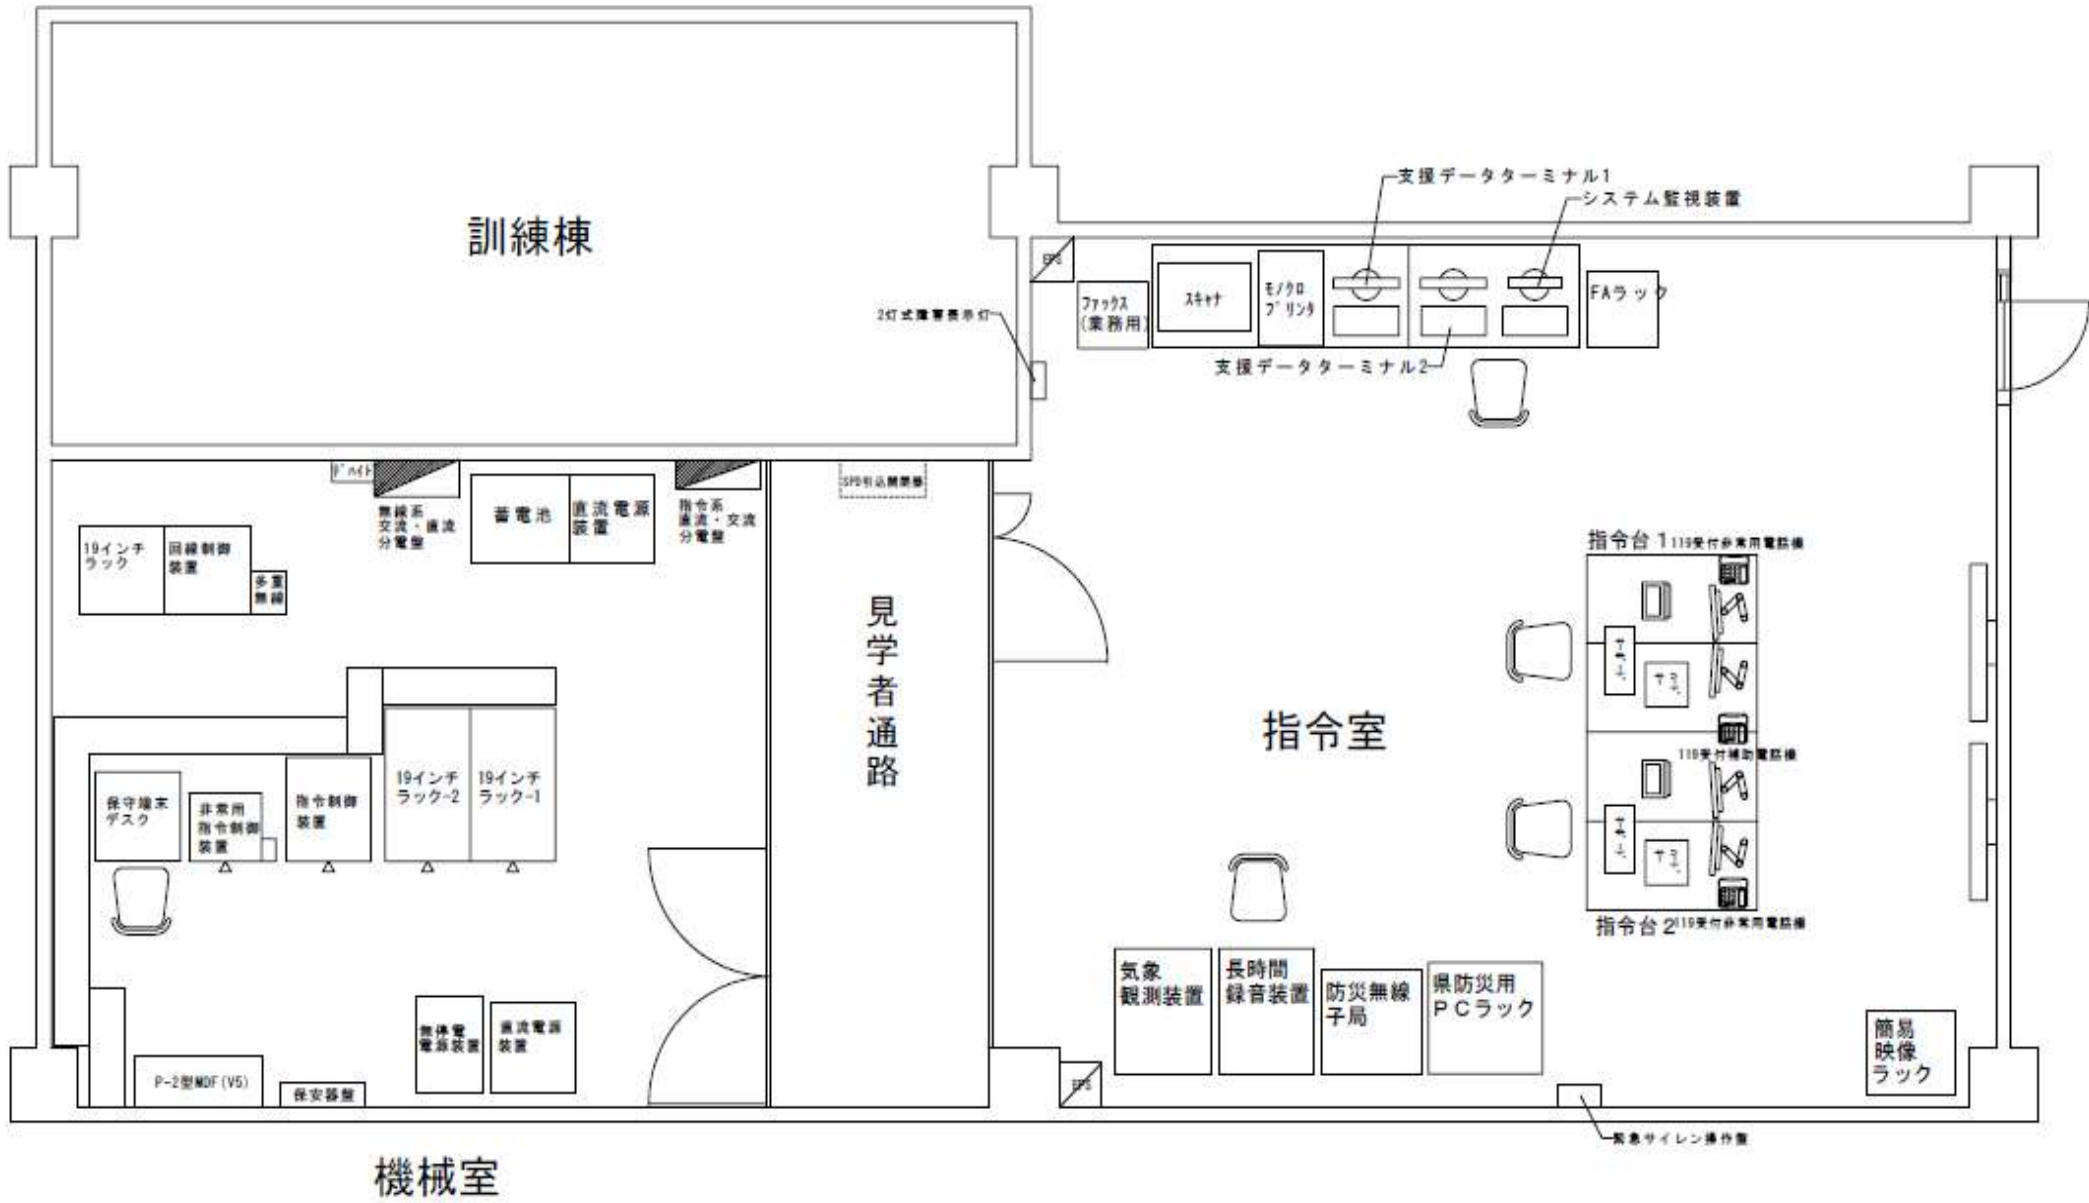 支援データターミナル1
システム監視装置
訓練棟
EPS
ファックス
(業務用)
スキャナ
モノクロ
プリンタ
FAラック
2灯式障害表示灯
支援データターミナル2
無線系
交流・直流
分電盤
蓄電池
直流電源
装置
指令系
直流・交流
分電盤
SPD引込開閉器
19インチ
ラック
回線制御
装置
多重
無線
見学者通路
指令台1
119受付非常用電話機
指令室
119受付補助電話機
保守端末
デスク
非常用
指令制御
装置
指令制御
装置
19インチ
ラック-2
19インチ
ラック-1
指令台2
119受付非常用電話機
気象
観測装置
長時間
録音装置
防災無線
子局
県防災用
PCラック
簡易
映像
ラック
無停電
電源装置
直流電源
装置
P-2型MDF(V5)
保安器盤
EPS
緊急サイレン操作盤
機械室